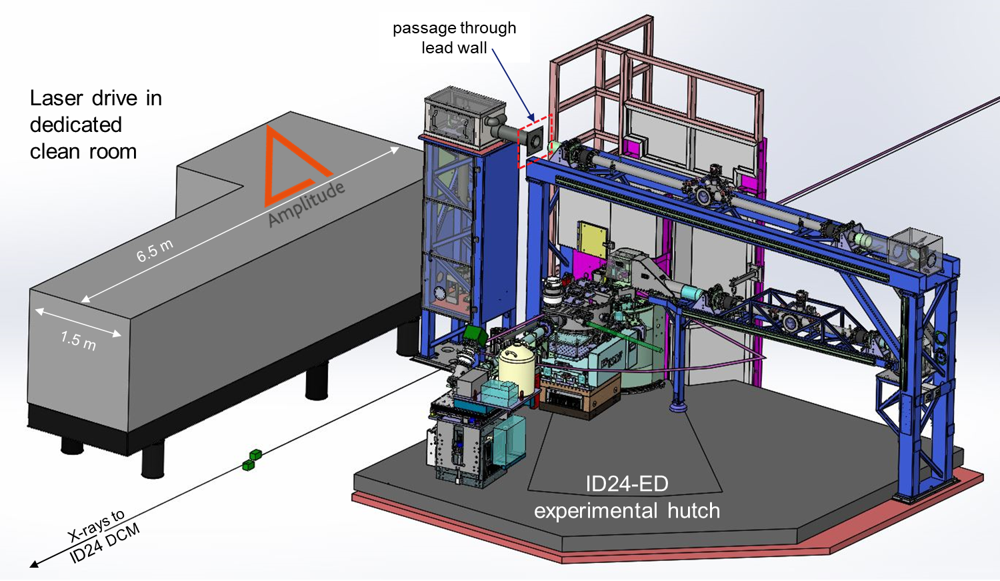 passage through
lead wall
Laser drive in
dedicated
clean room
Amplitude
6.5 m
1.5 m
ID24-ED
experimental hutch
X-rays to
ID24 DCM